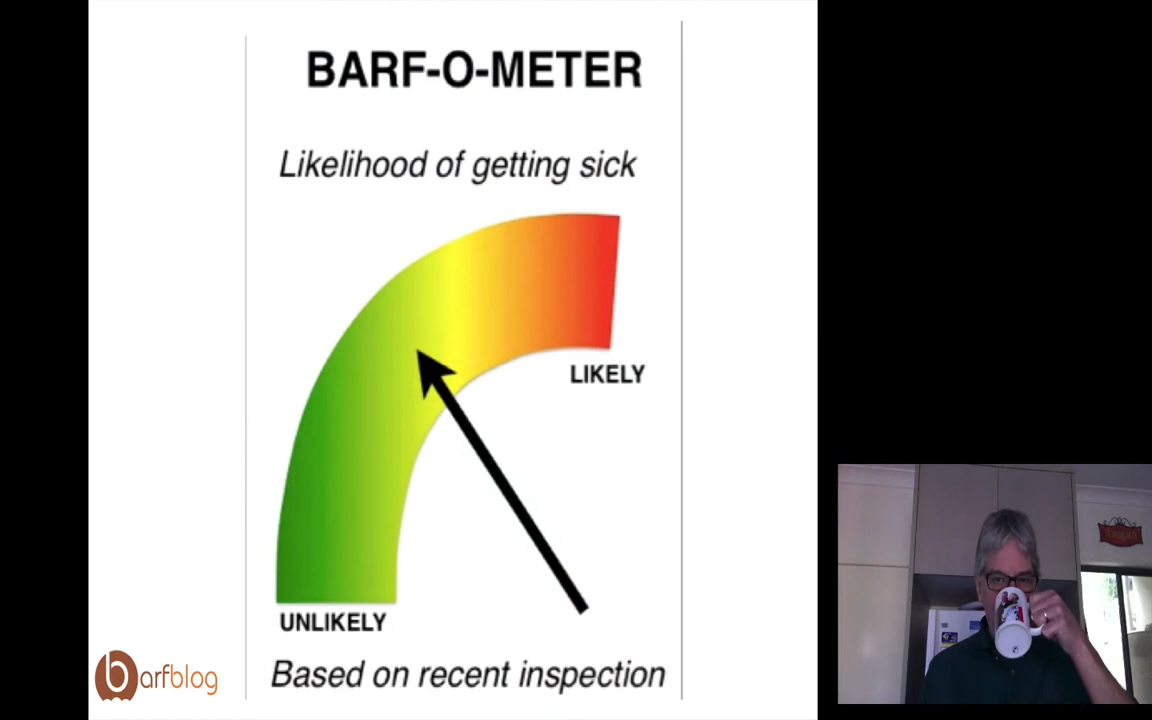 BARF-O-METER
Likelihood of getting sick
LIKELY
UNLIKELY
Based on recent inspection
barfblog